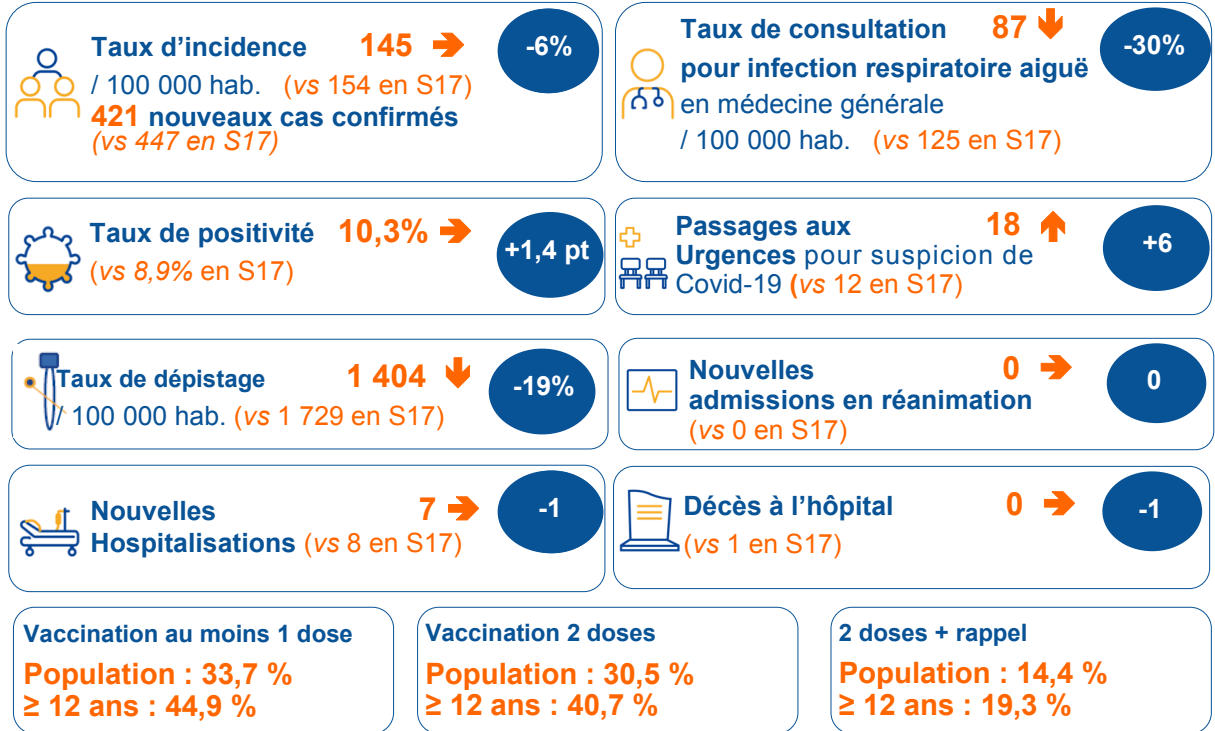 Taux d'incidence 145 ➔ -6%
/ 100 000 hab. (vs 154 en S17)
421 nouveaux cas confirmés
(vs 447 en S17)
Taux de consultation 87 🡇 -30%
pour infection respiratoire aiguë
en médecine générale
/ 100 000 hab. (vs 125 en S17)
Taux de positivité 10,3% ➔ +1,4 pt
(vs 8,9% en S17)
Passages aux 18 🡅 +6
Urgences pour suspicion de
Covid-19 (vs 12 en S17)
Taux de dépistage 1 404 🡇 -19%
/ 100 000 hab. (vs 1 729 en S17)
Nouvelles 0 ➔ 0
admissions en réanimation
(vs 0 en S17)
Nouvelles 7 ➔ -1
Hospitalisations (vs 8 en S17)
Décès à l'hôpital 0 ➔ -1
(vs 1 en S17)
Vaccination au moins 1 dose
Population : 33,7 %
≥ 12 ans : 44,9 %
Vaccination 2 doses
Population : 30,5 %
≥ 12 ans : 40,7 %
2 doses + rappel
Population : 14,4 %
≥ 12 ans : 19,3 %